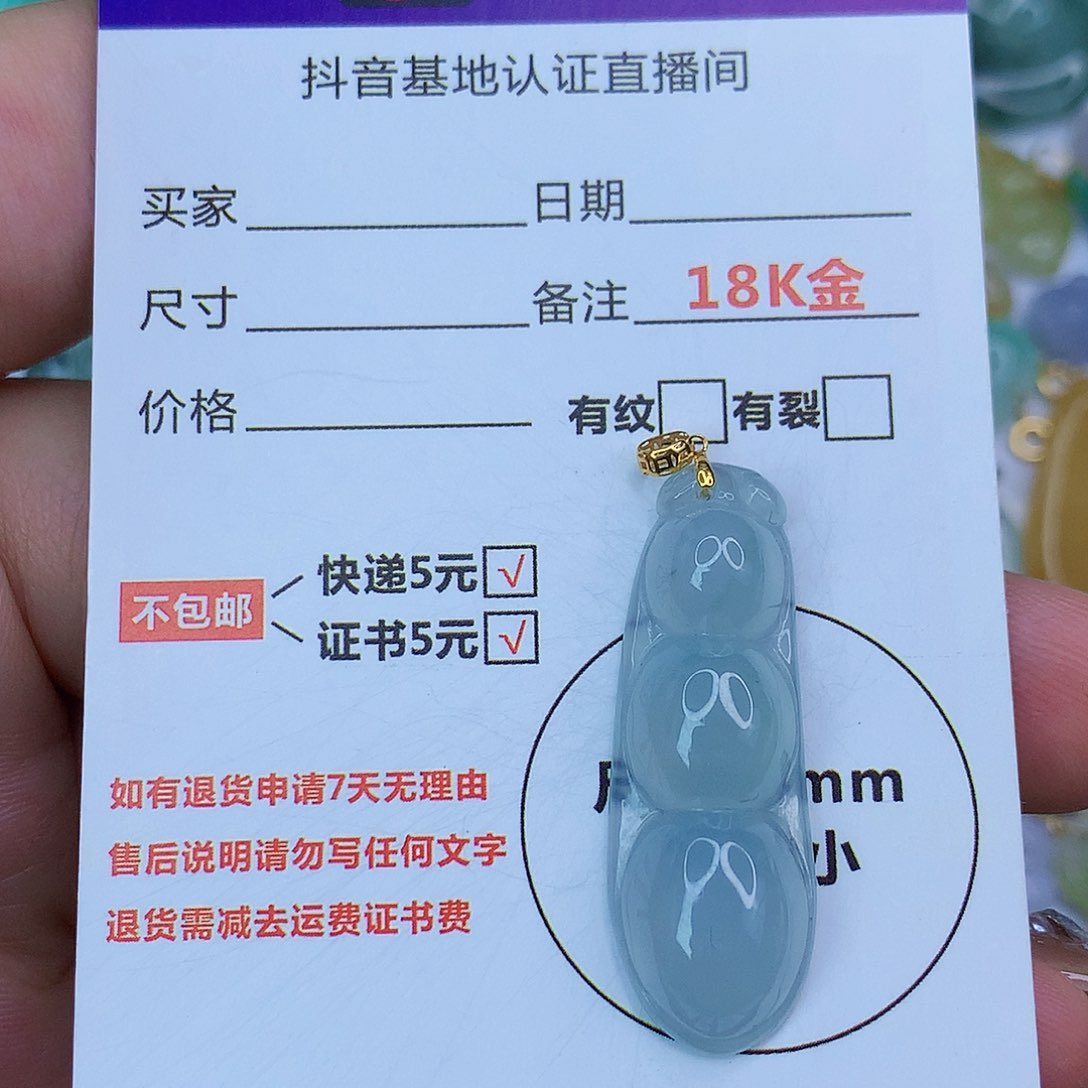 抖音基地认证直播间
买家 日期
尺寸 备注 18K金
价格 有纹 有裂
不包邮
快递5元 √
证书5元 √
如有退货申请7天无理由
售后说明请勿写任何文字
退货需减去运费证书费
mm
小